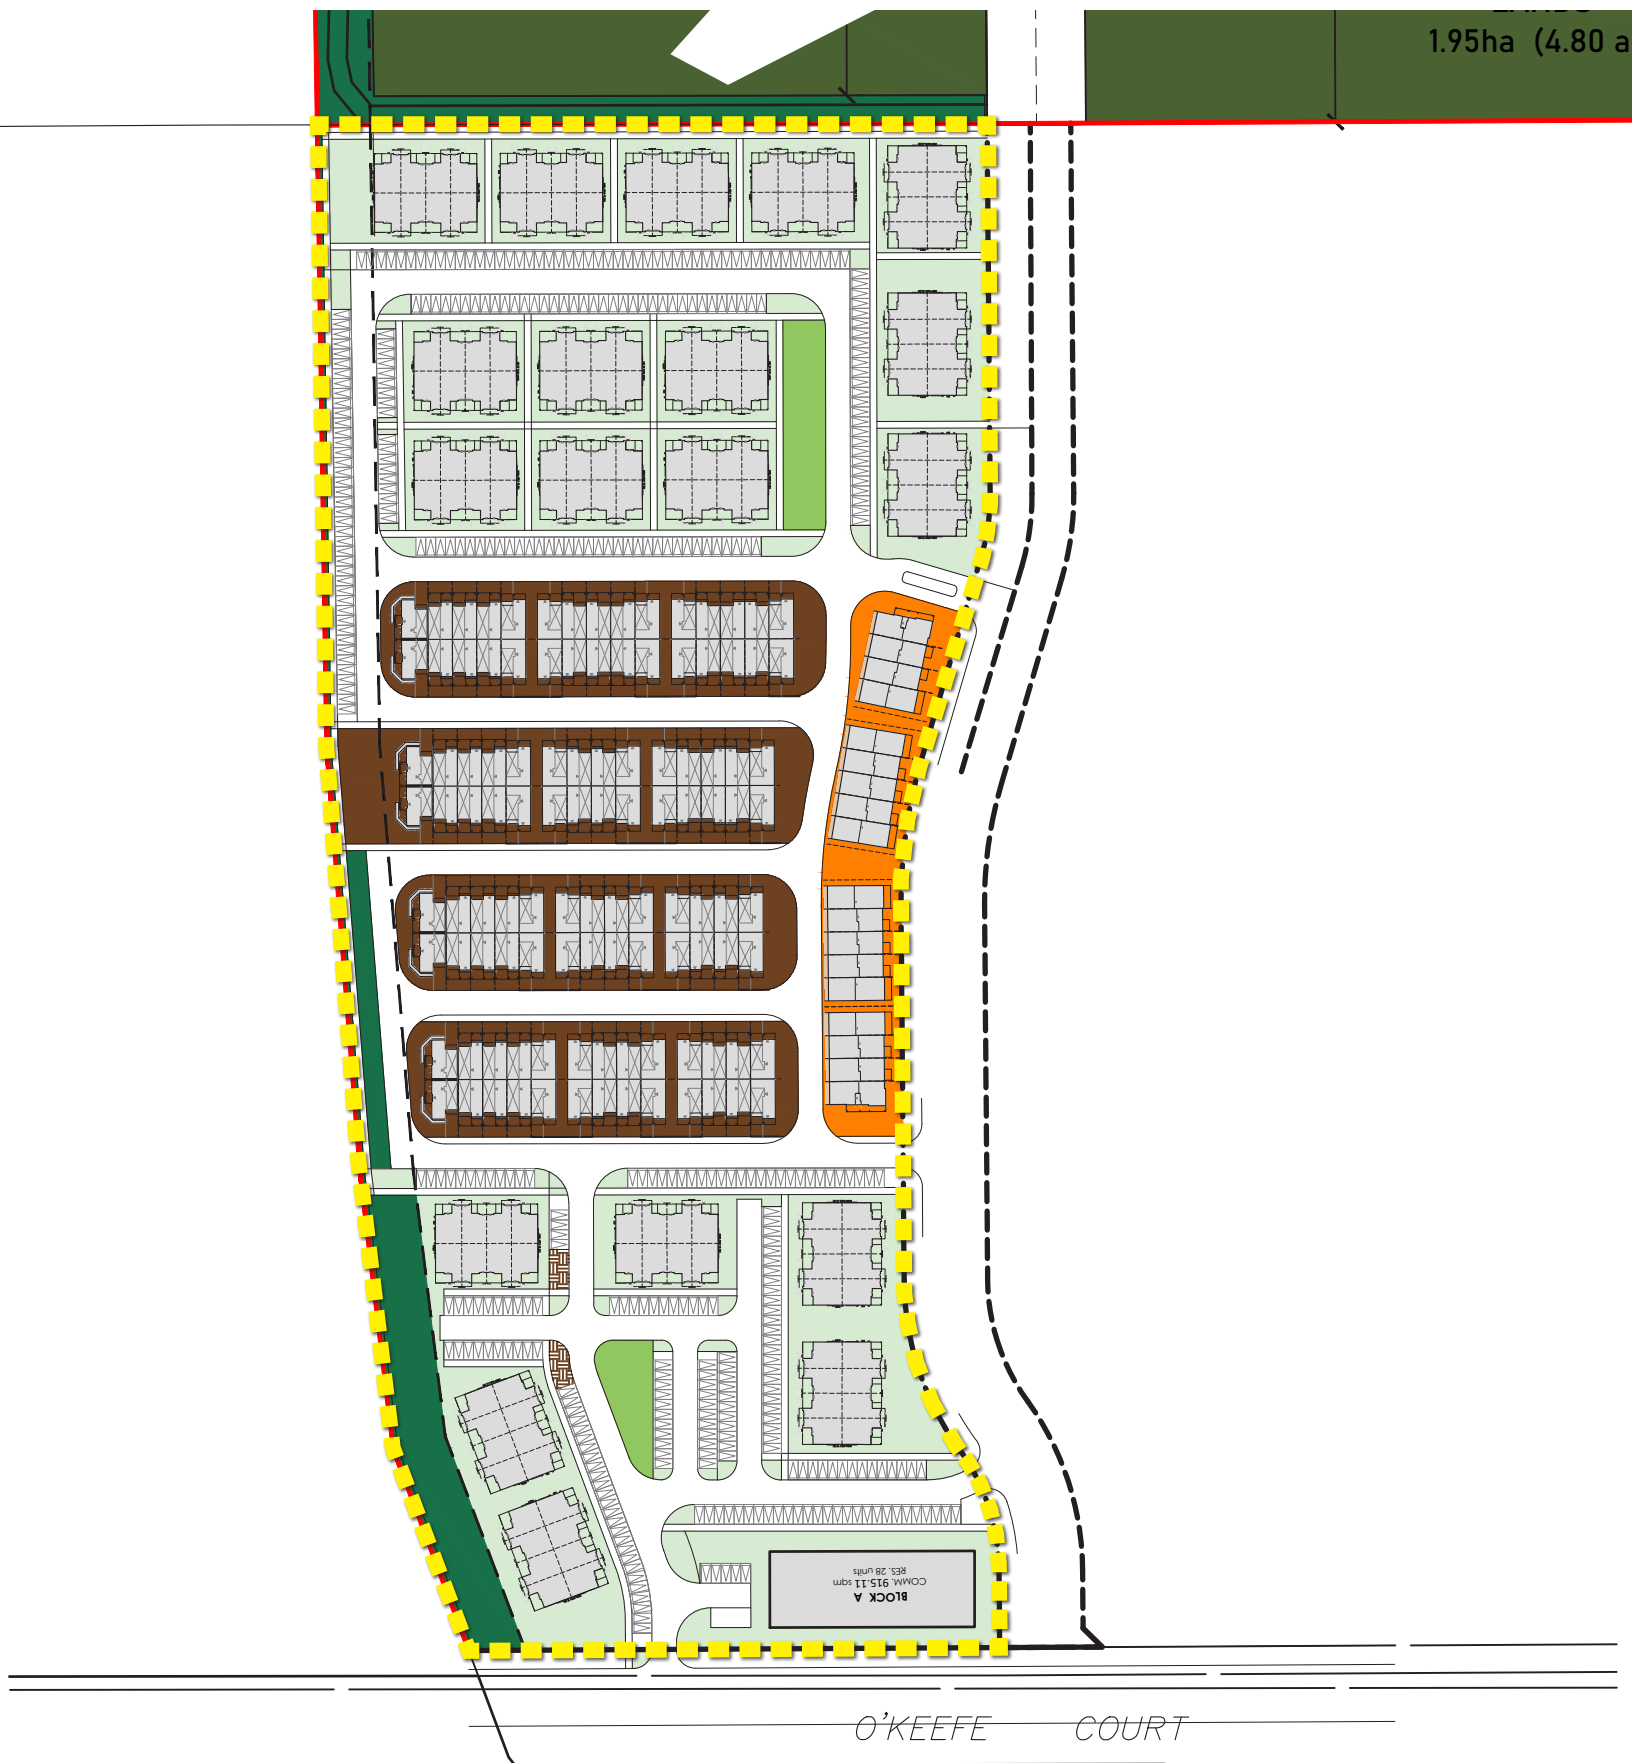 1.95ha (4.80 a
BLOCK A
COMM. 915.11 sqm
RES. 28 units
O'KEEFE COURT